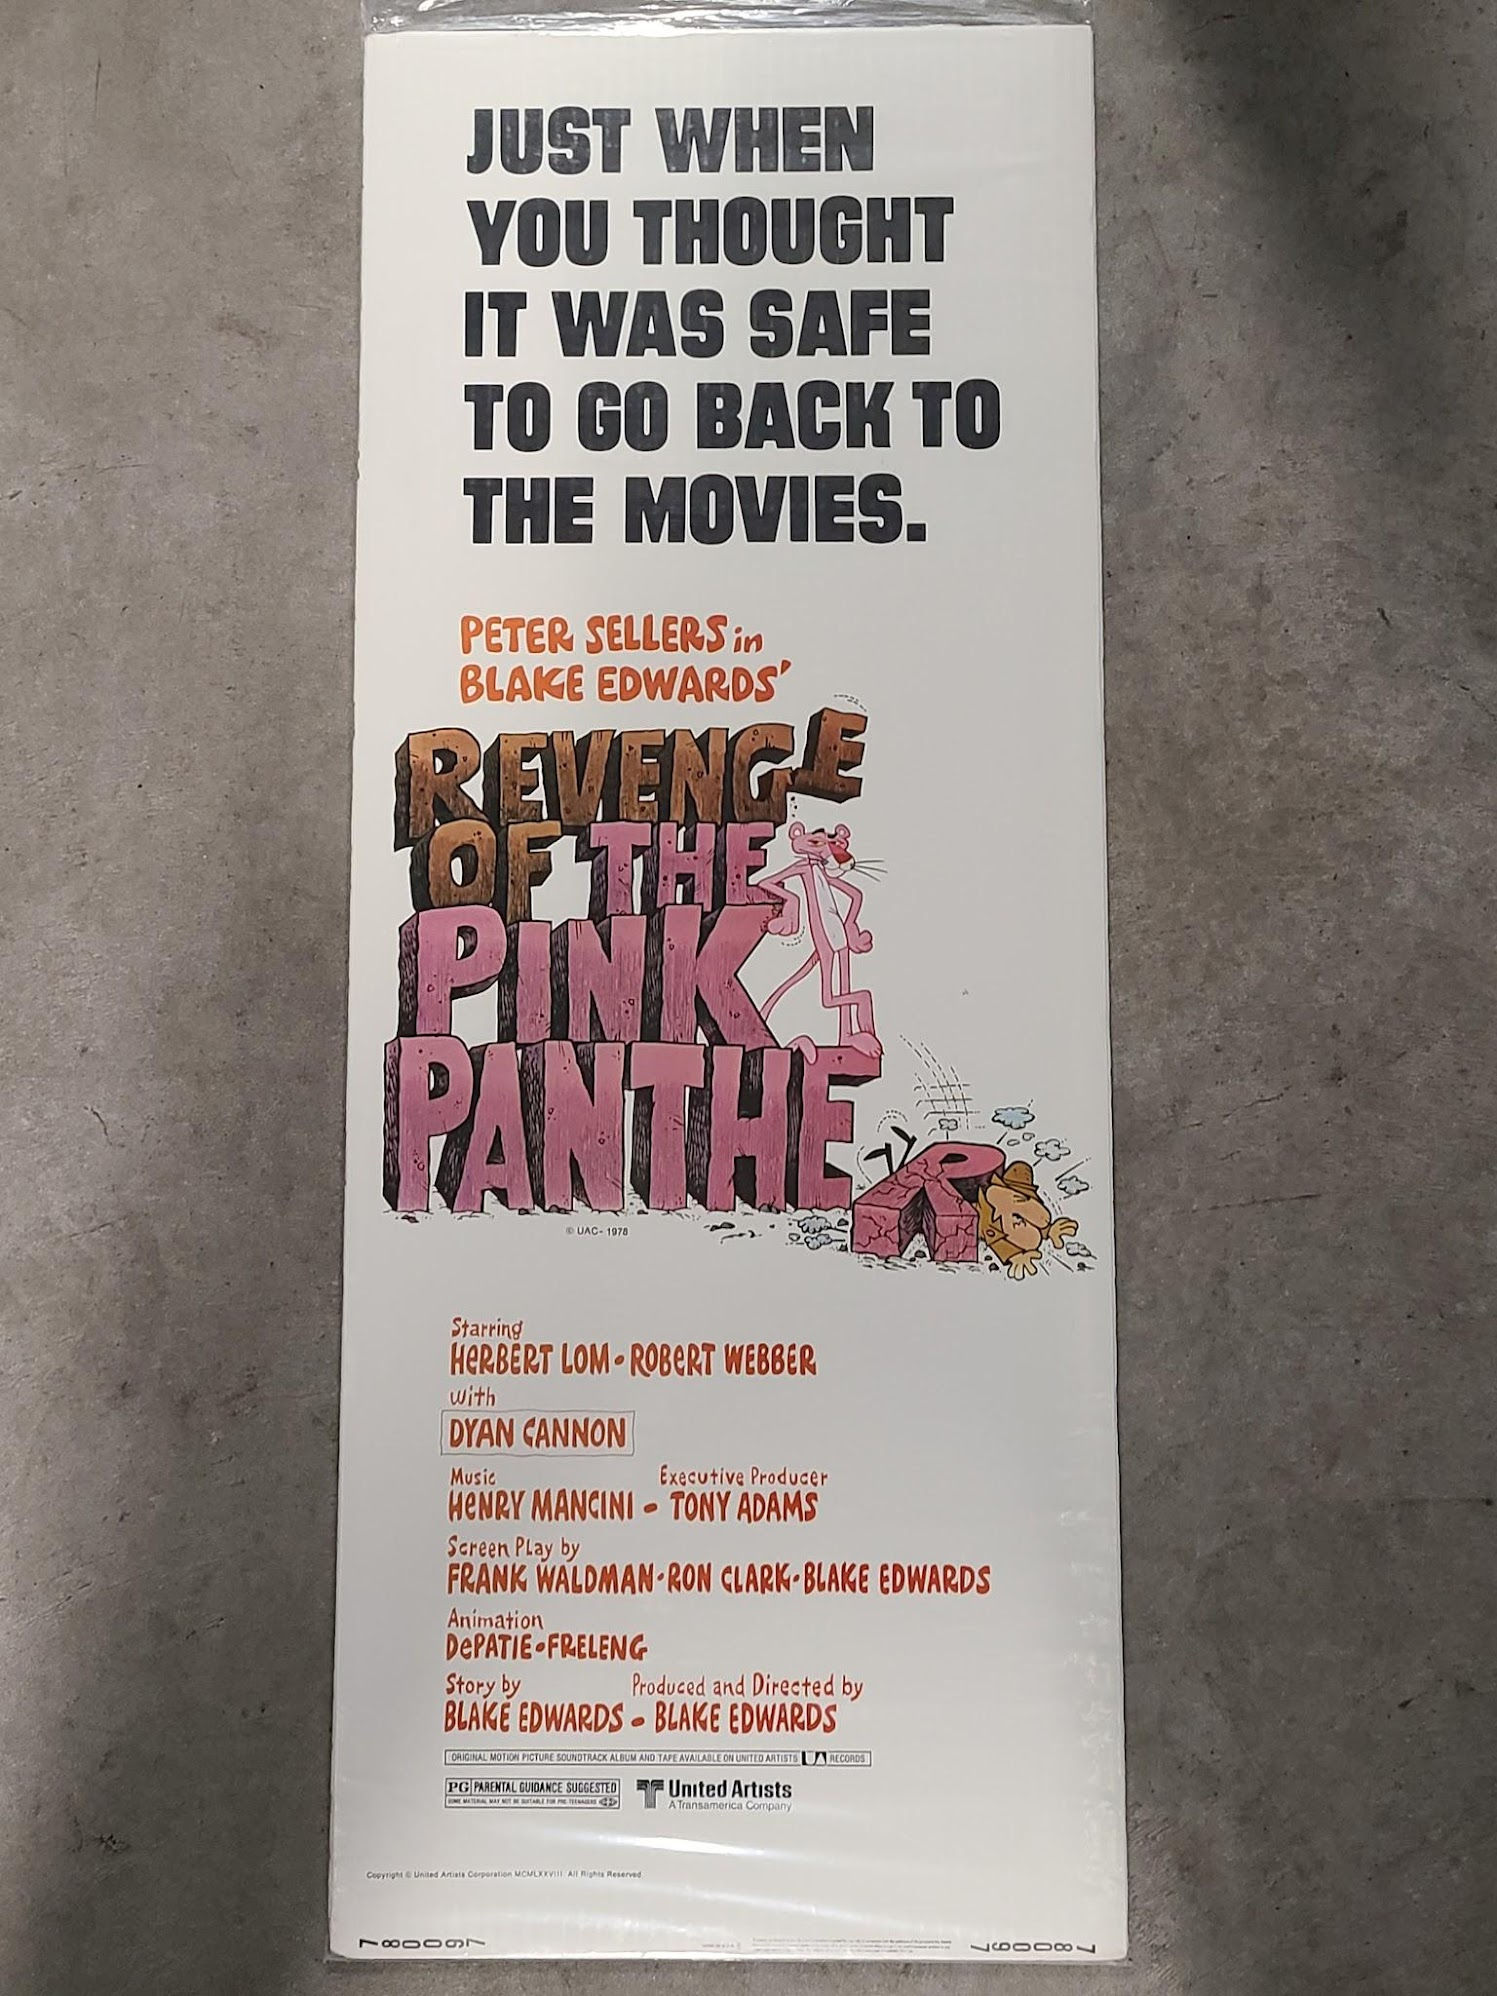 JUST WHEN
YOU THOUGHT
IT WAS SAFE
TO GO BACK TO
THE MOVIES.
PETER SELLERS in
BLAKE EDWARDS'
REVENGE
OF THE
PINK
PANTHER
© UAC- 1978
Starring
HERBERT LOM • ROBERT WEBBER
with
DYAN CANNON
Music Executive Producer
HENRY MANCINI - TONY ADAMS
Screen Play by
FRANK WALDMAN • RON CLARK • BLAKE EDWARDS
Animation
DePATIE-FRELENG
Story by Produced and Directed by
BLAKE EDWARDS - BLAKE EDWARDS
ORIGINAL MOTION PICTURE SOUNDTRACK ALBUM AND TAPE AVAILABLE ON UNITED ARTISTS UA RECORDS
PG PARENTAL GUIDANCE SUGGESTED
SOME MATERIAL MAY NOT BE SUITABLE FOR PRE-TEENAGERS
United Artists
A Transamerica Company
Copyright © United Artists Corporation MCMLXXVIII. All Rights Reserved.
780097 780097